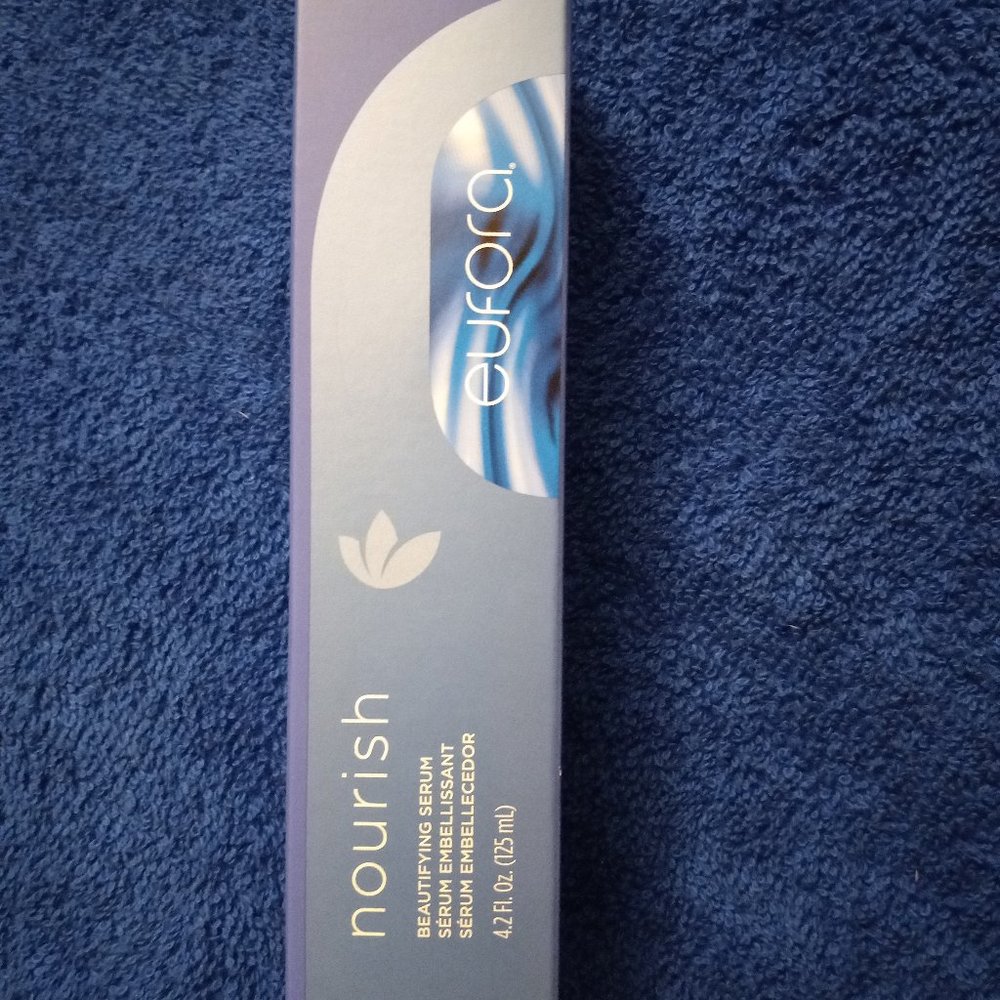 eufora.
nourish
BEAUTIFYING SERUM
SÉRUM EMBELLISSANT
SÉRUM EMBELLECEDOR
4.2 Fl. Oz. (125 mL)